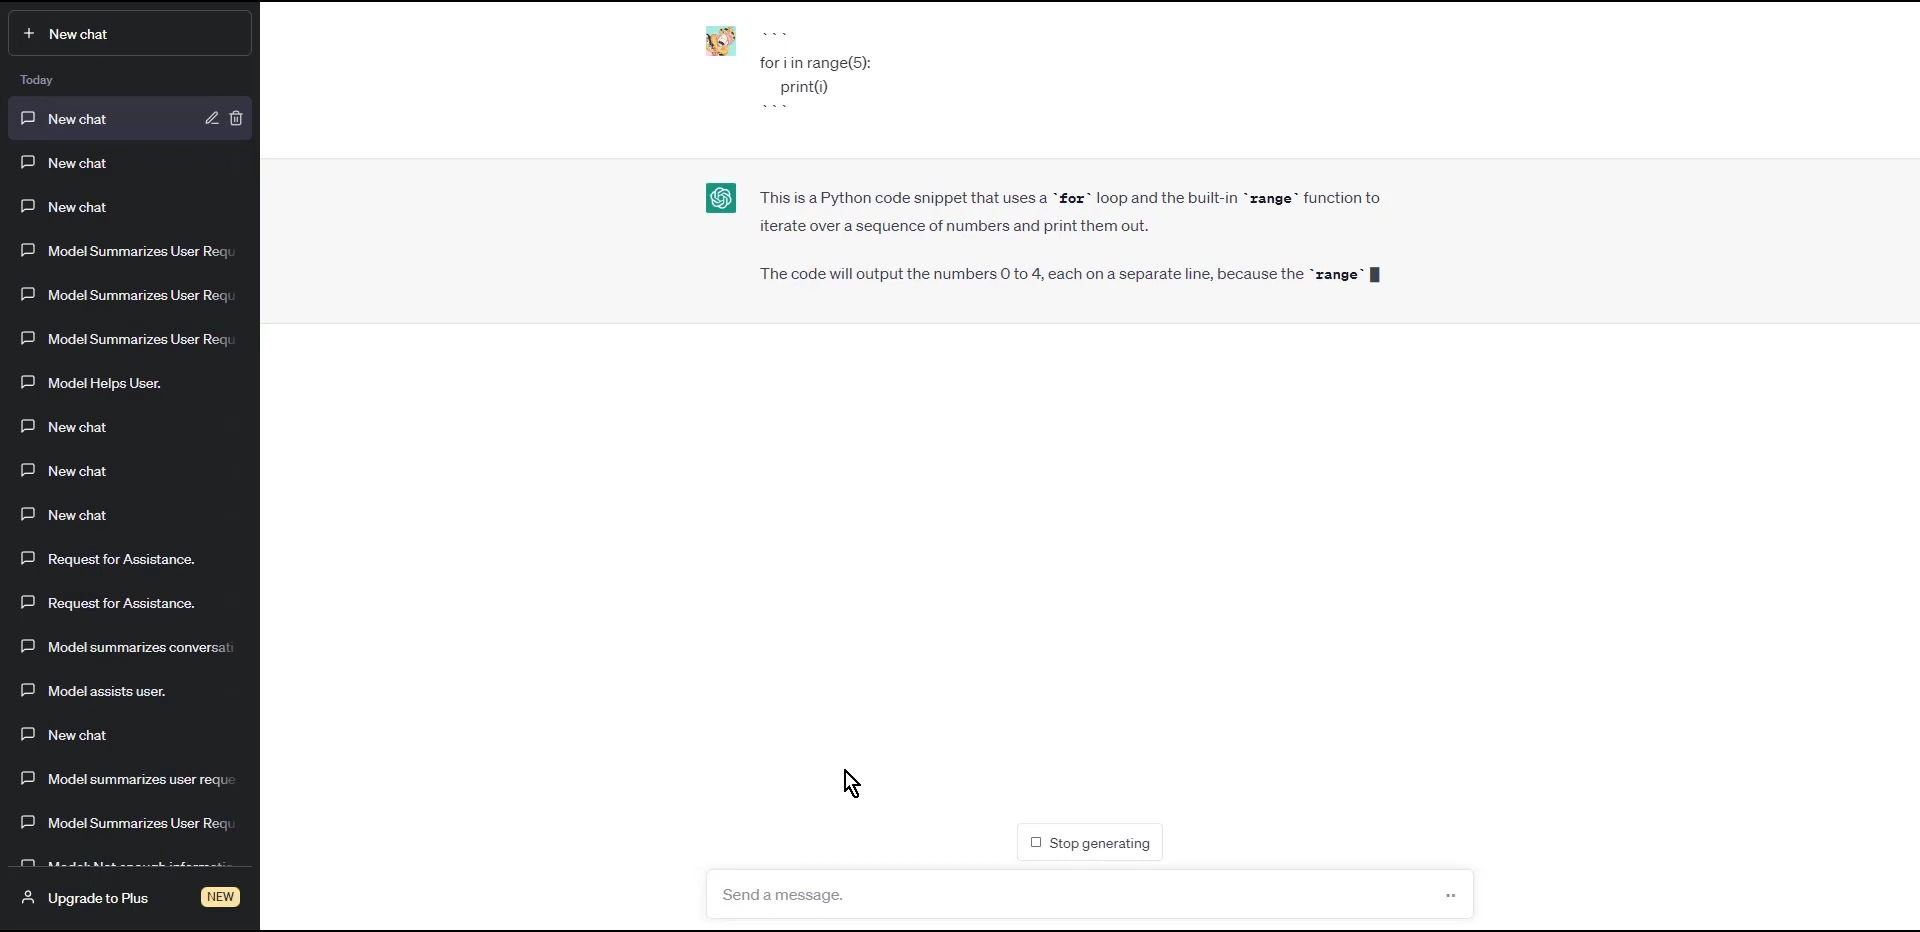 New chat
Today
New chat
New chat
New chat
Model Summarizes User Requ
Model Summarizes User Requ
Model Summarizes User Requ
Model Helps User.
New chat
New chat
New chat
Request for Assistance.
Request for Assistance.
Model summarizes conversati
Model assists user.
New chat
Model summarizes user reque
Model Summarizes User Requ
Model: Not enough informatic
Upgrade to Plus NEW
```
for i in range(5):
    print(i)
```
This is a Python code snippet that uses a `for` loop and the built-in `range` function to
iterate over a sequence of numbers and print them out.
The code will output the numbers 0 to 4, each on a separate line, because the `range`
Stop generating
Send a message.